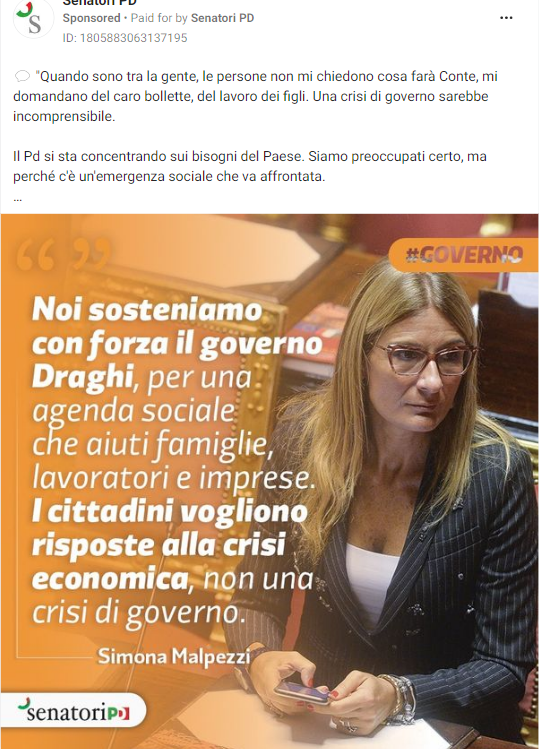 Senatori PD
Sponsored • Paid for by Senatori PD
ID: 1805883063137195
💬 "Quando sono tra la gente, le persone non mi chiedono cosa farà Conte, mi
domandano del caro bollette, del lavoro dei figli. Una crisi di governo sarebbe
incomprensibile.
Il Pd si sta concentrando sui bisogni del Paese. Siamo preoccupati certo, ma
perché c'è un'emergenza sociale che va affrontata.
...
#GOVERNO
Noi sosteniamo
con forza il governo
Draghi, per una
agenda sociale
che aiuti famiglie,
lavoratori e imprese.
I cittadini vogliono
risposte alla crisi
economica, non una
crisi di governo.
Simona Malpezzi
senatoriPD